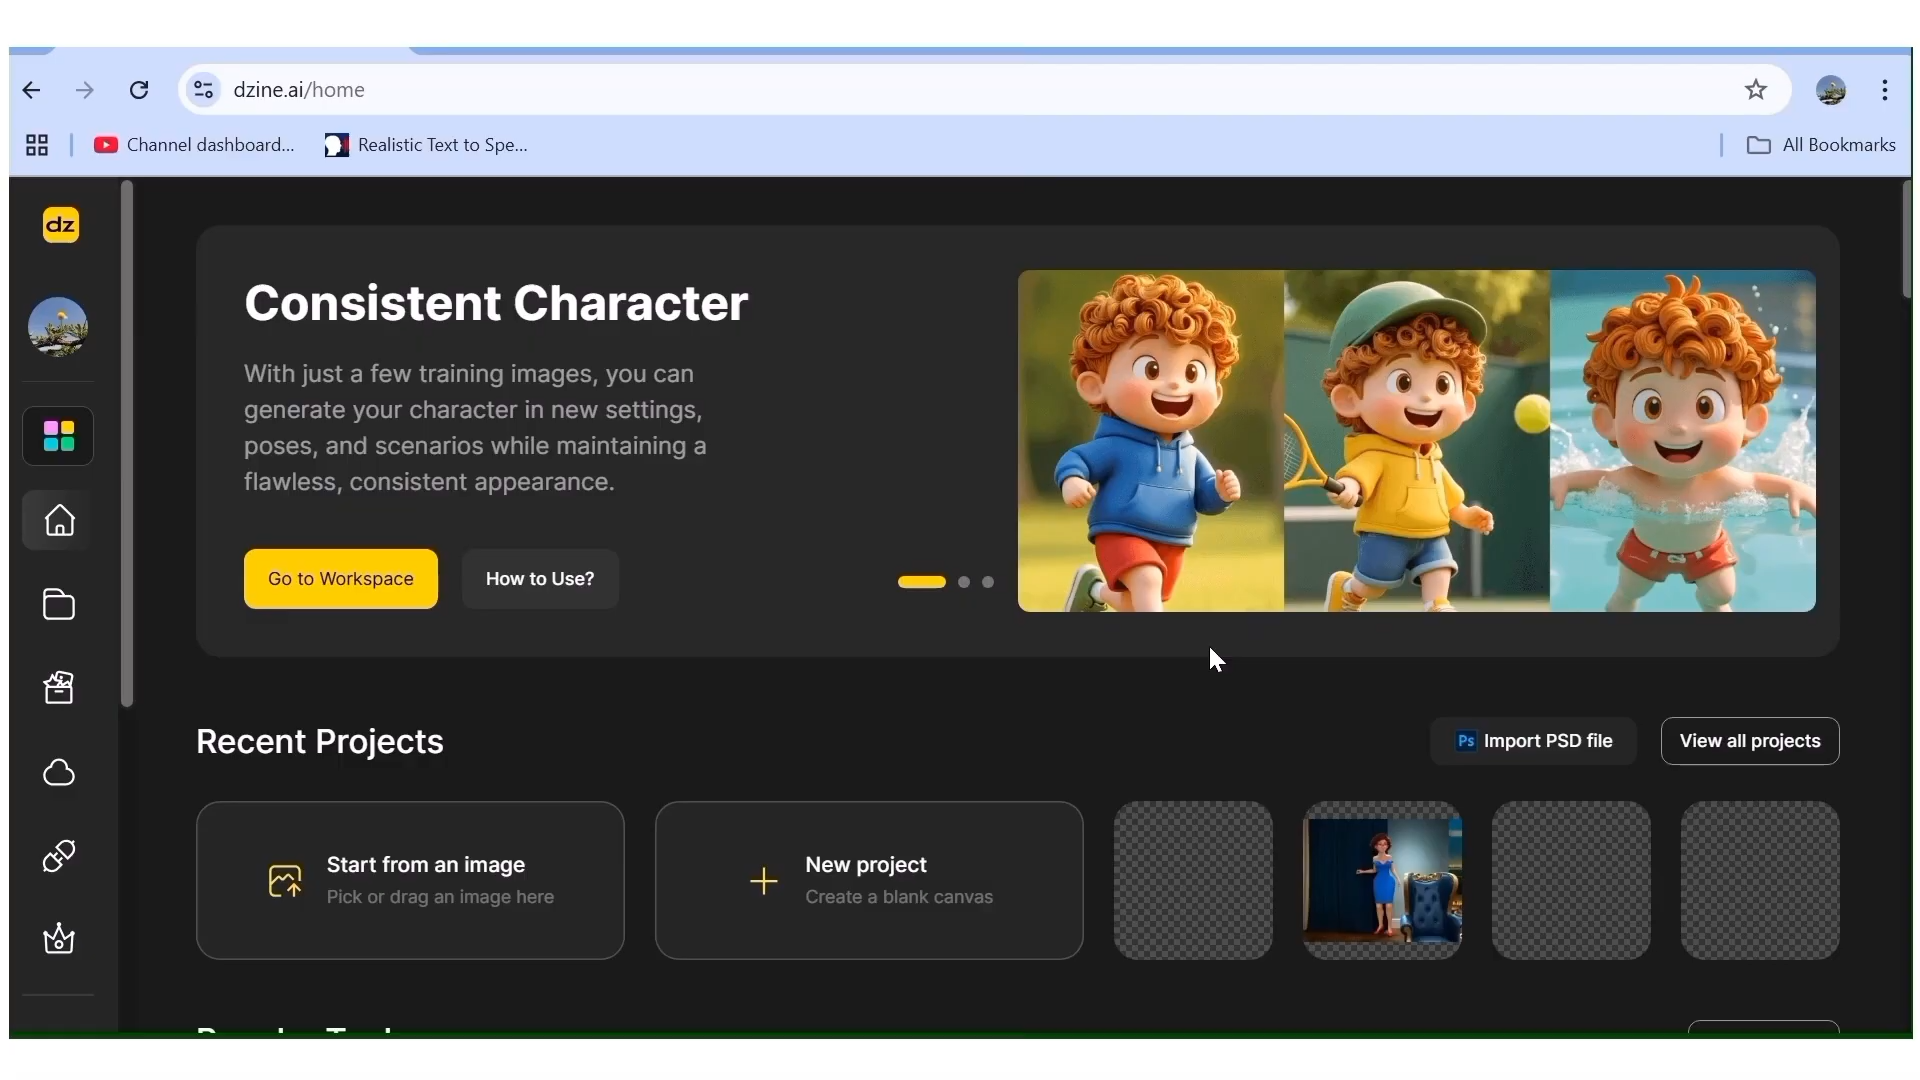 dzine.ai/home
Channel dashboard...
Realistic Text to Spe...
All Bookmarks
dz
Consistent Character
With just a few training images, you can
generate your character in new settings,
poses, and scenarios while maintaining a
flawless, consistent appearance.
Go to Workspace
How to Use?
Recent Projects
Ps Import PSD file
View all projects
Start from an image
Pick or drag an image here
New project
Create a blank canvas